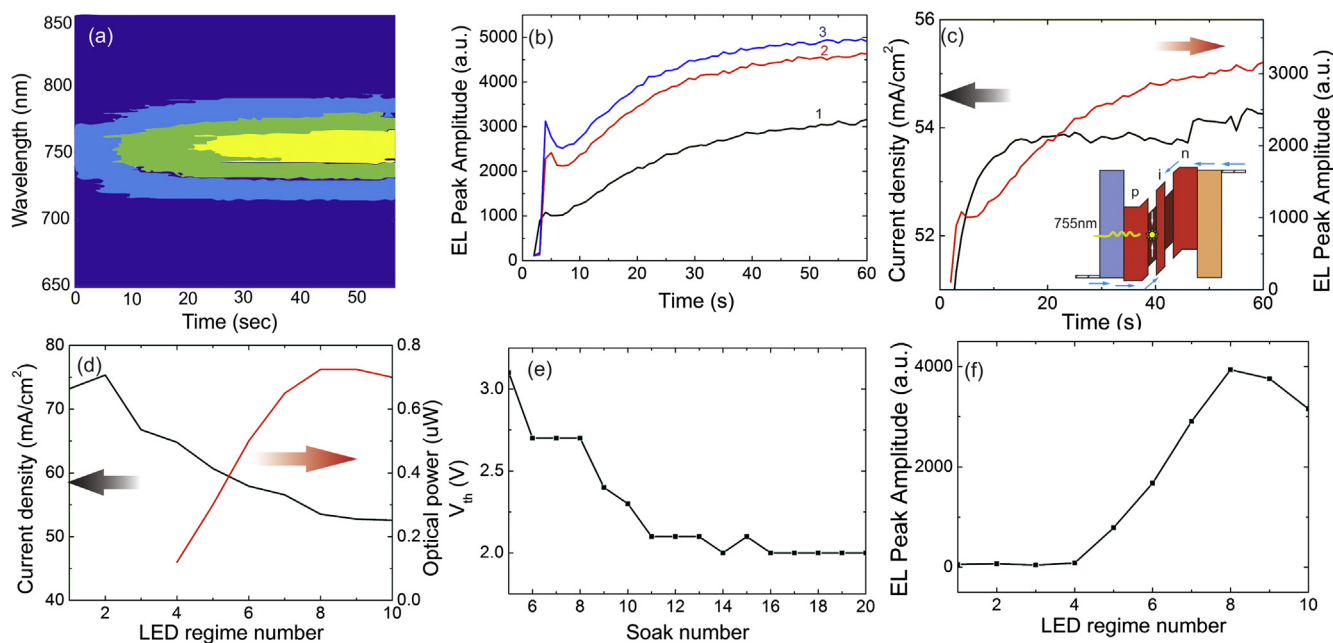 (a)
Wavelength (nm)
850
800
750
700
650
0 10 20 30 40 50
Time (sec)
(b)
EL Peak Amplitude (a.u.)
5000
4000
3000
2000
1000
0
3
2
1
0 10 20 30 40 50 60
Time (s)
(c)
Current density (mA/cm²)
56
54
52
EL Peak Amplitude (a.u.)
3000
2000
1000
0
n
i
p
755nm
0 20 40 60
Time (s)
(d)
Current density (mA/cm²)
80
75
70
65
60
55
50
45
40
Optical power (uW)
0.8
0.6
0.4
0.2
0.0
2 4 6 8 10
LED regime number
(e)
Vth (V)
3.0
2.5
2.0
6 8 10 12 14 16 18 20
Soak number
(f)
EL Peak Amplitude (a.u.)
4000
2000
0
2 4 6 8 10
LED regime number